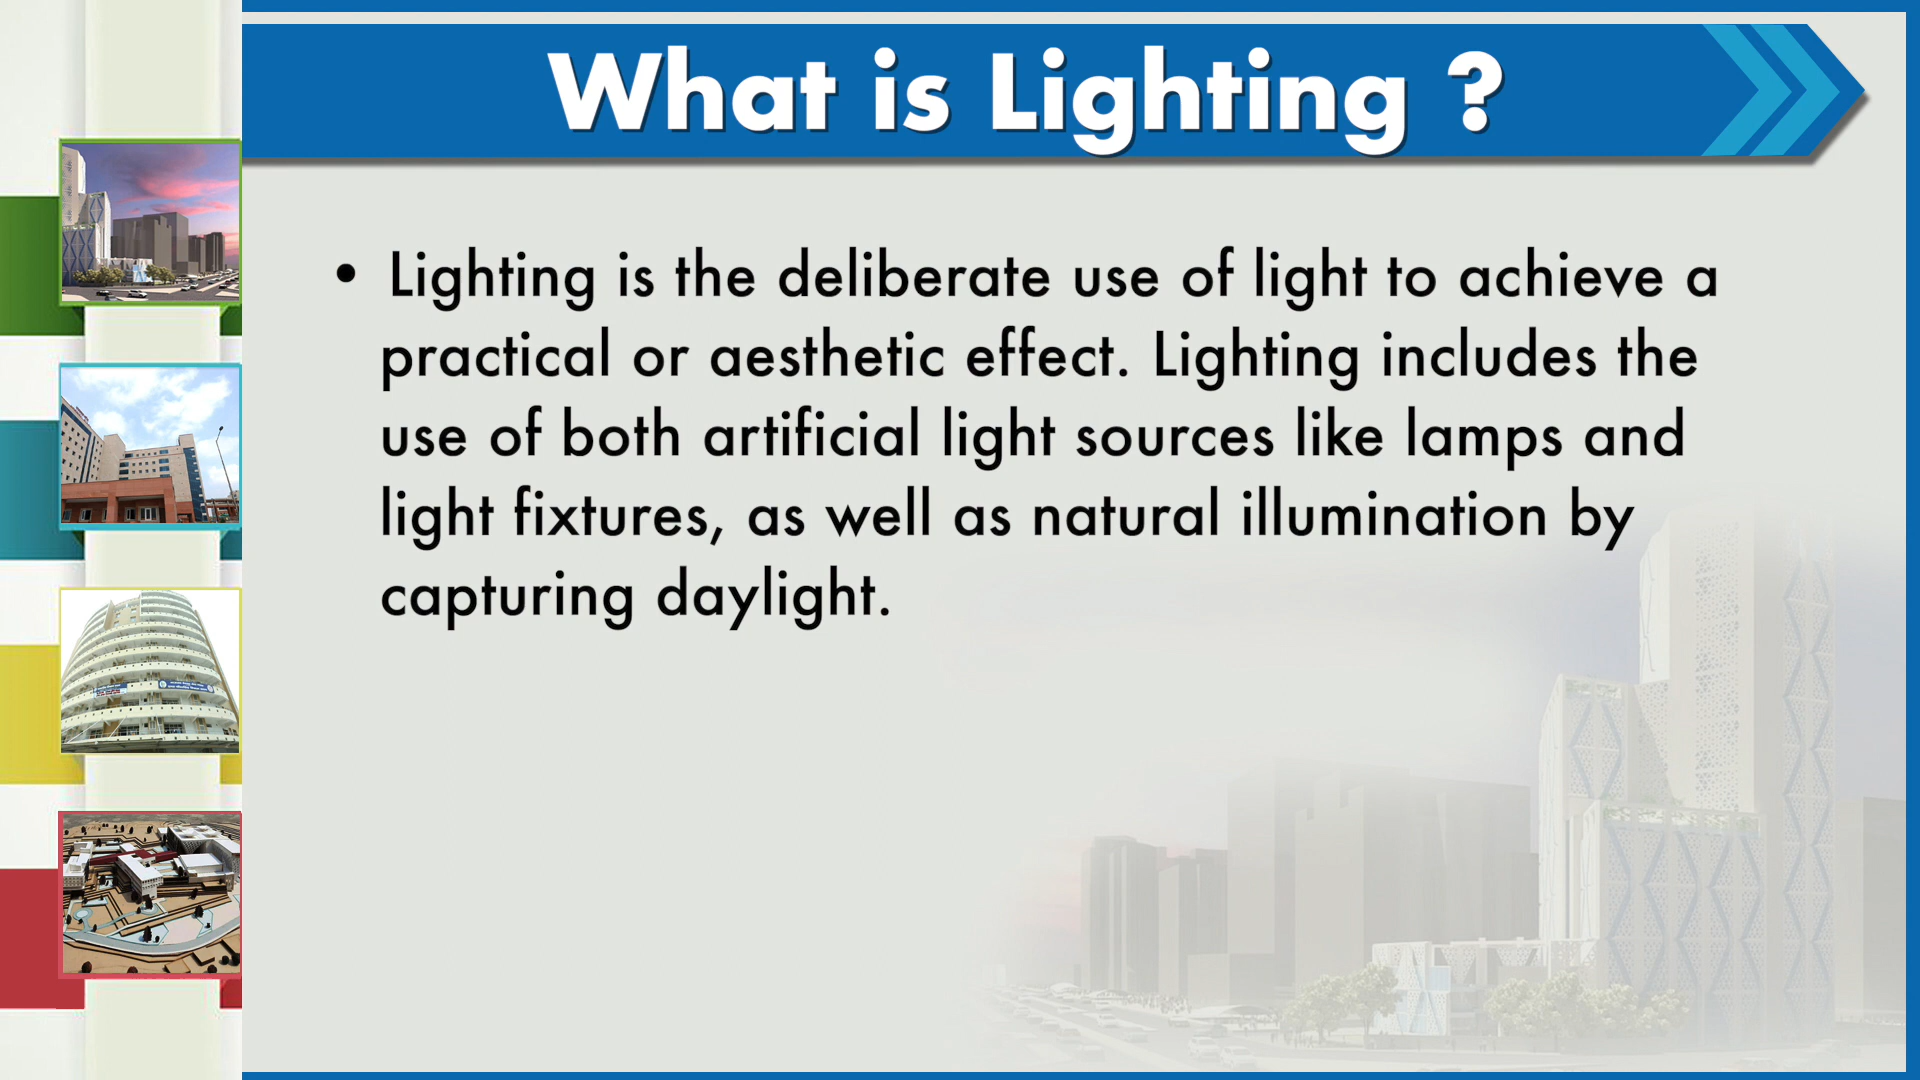 What is Lighting ?
• Lighting is the deliberate use of light to achieve a
practical or aesthetic effect. Lighting includes the
use of both artificial light sources like lamps and
light fixtures, as well as natural illumination by
capturing daylight.